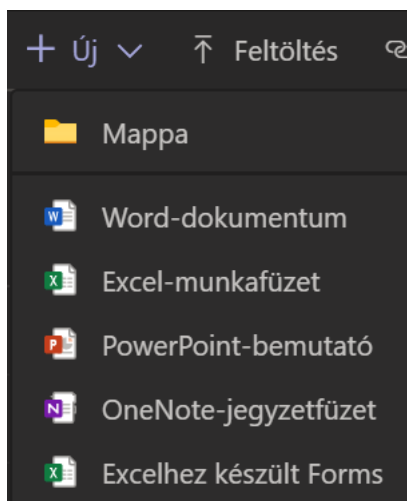 Új Feltöltés
Mappa
Word-dokumentum
Excel-munkafüzet
PowerPoint-bemutató
OneNote-jegyzetfüzet
Excelhez készült Forms